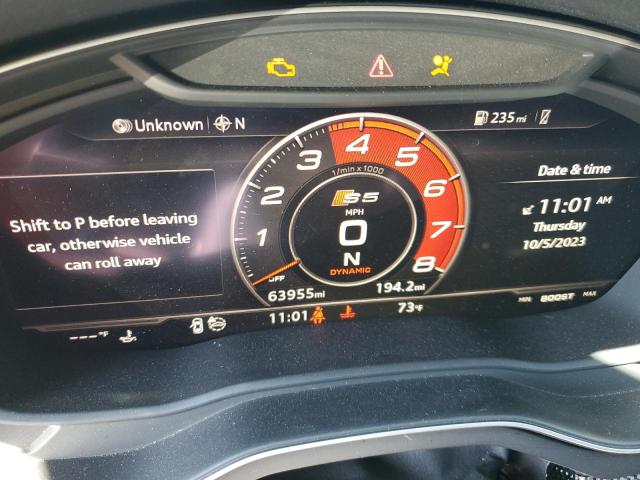 Unknown N
235 mi
Shift to P before leaving
car, otherwise vehicle
can roll away
1 2 3 4 5 6 7 8
1/min x 1000
S5
MPH
0
N
DYNAMIC
OFF
63955mi 194.2mi
Date & time
11:01 AM
Thursday
10/5/2023
MIN BOOST MAX
---°F
11:01
73°F